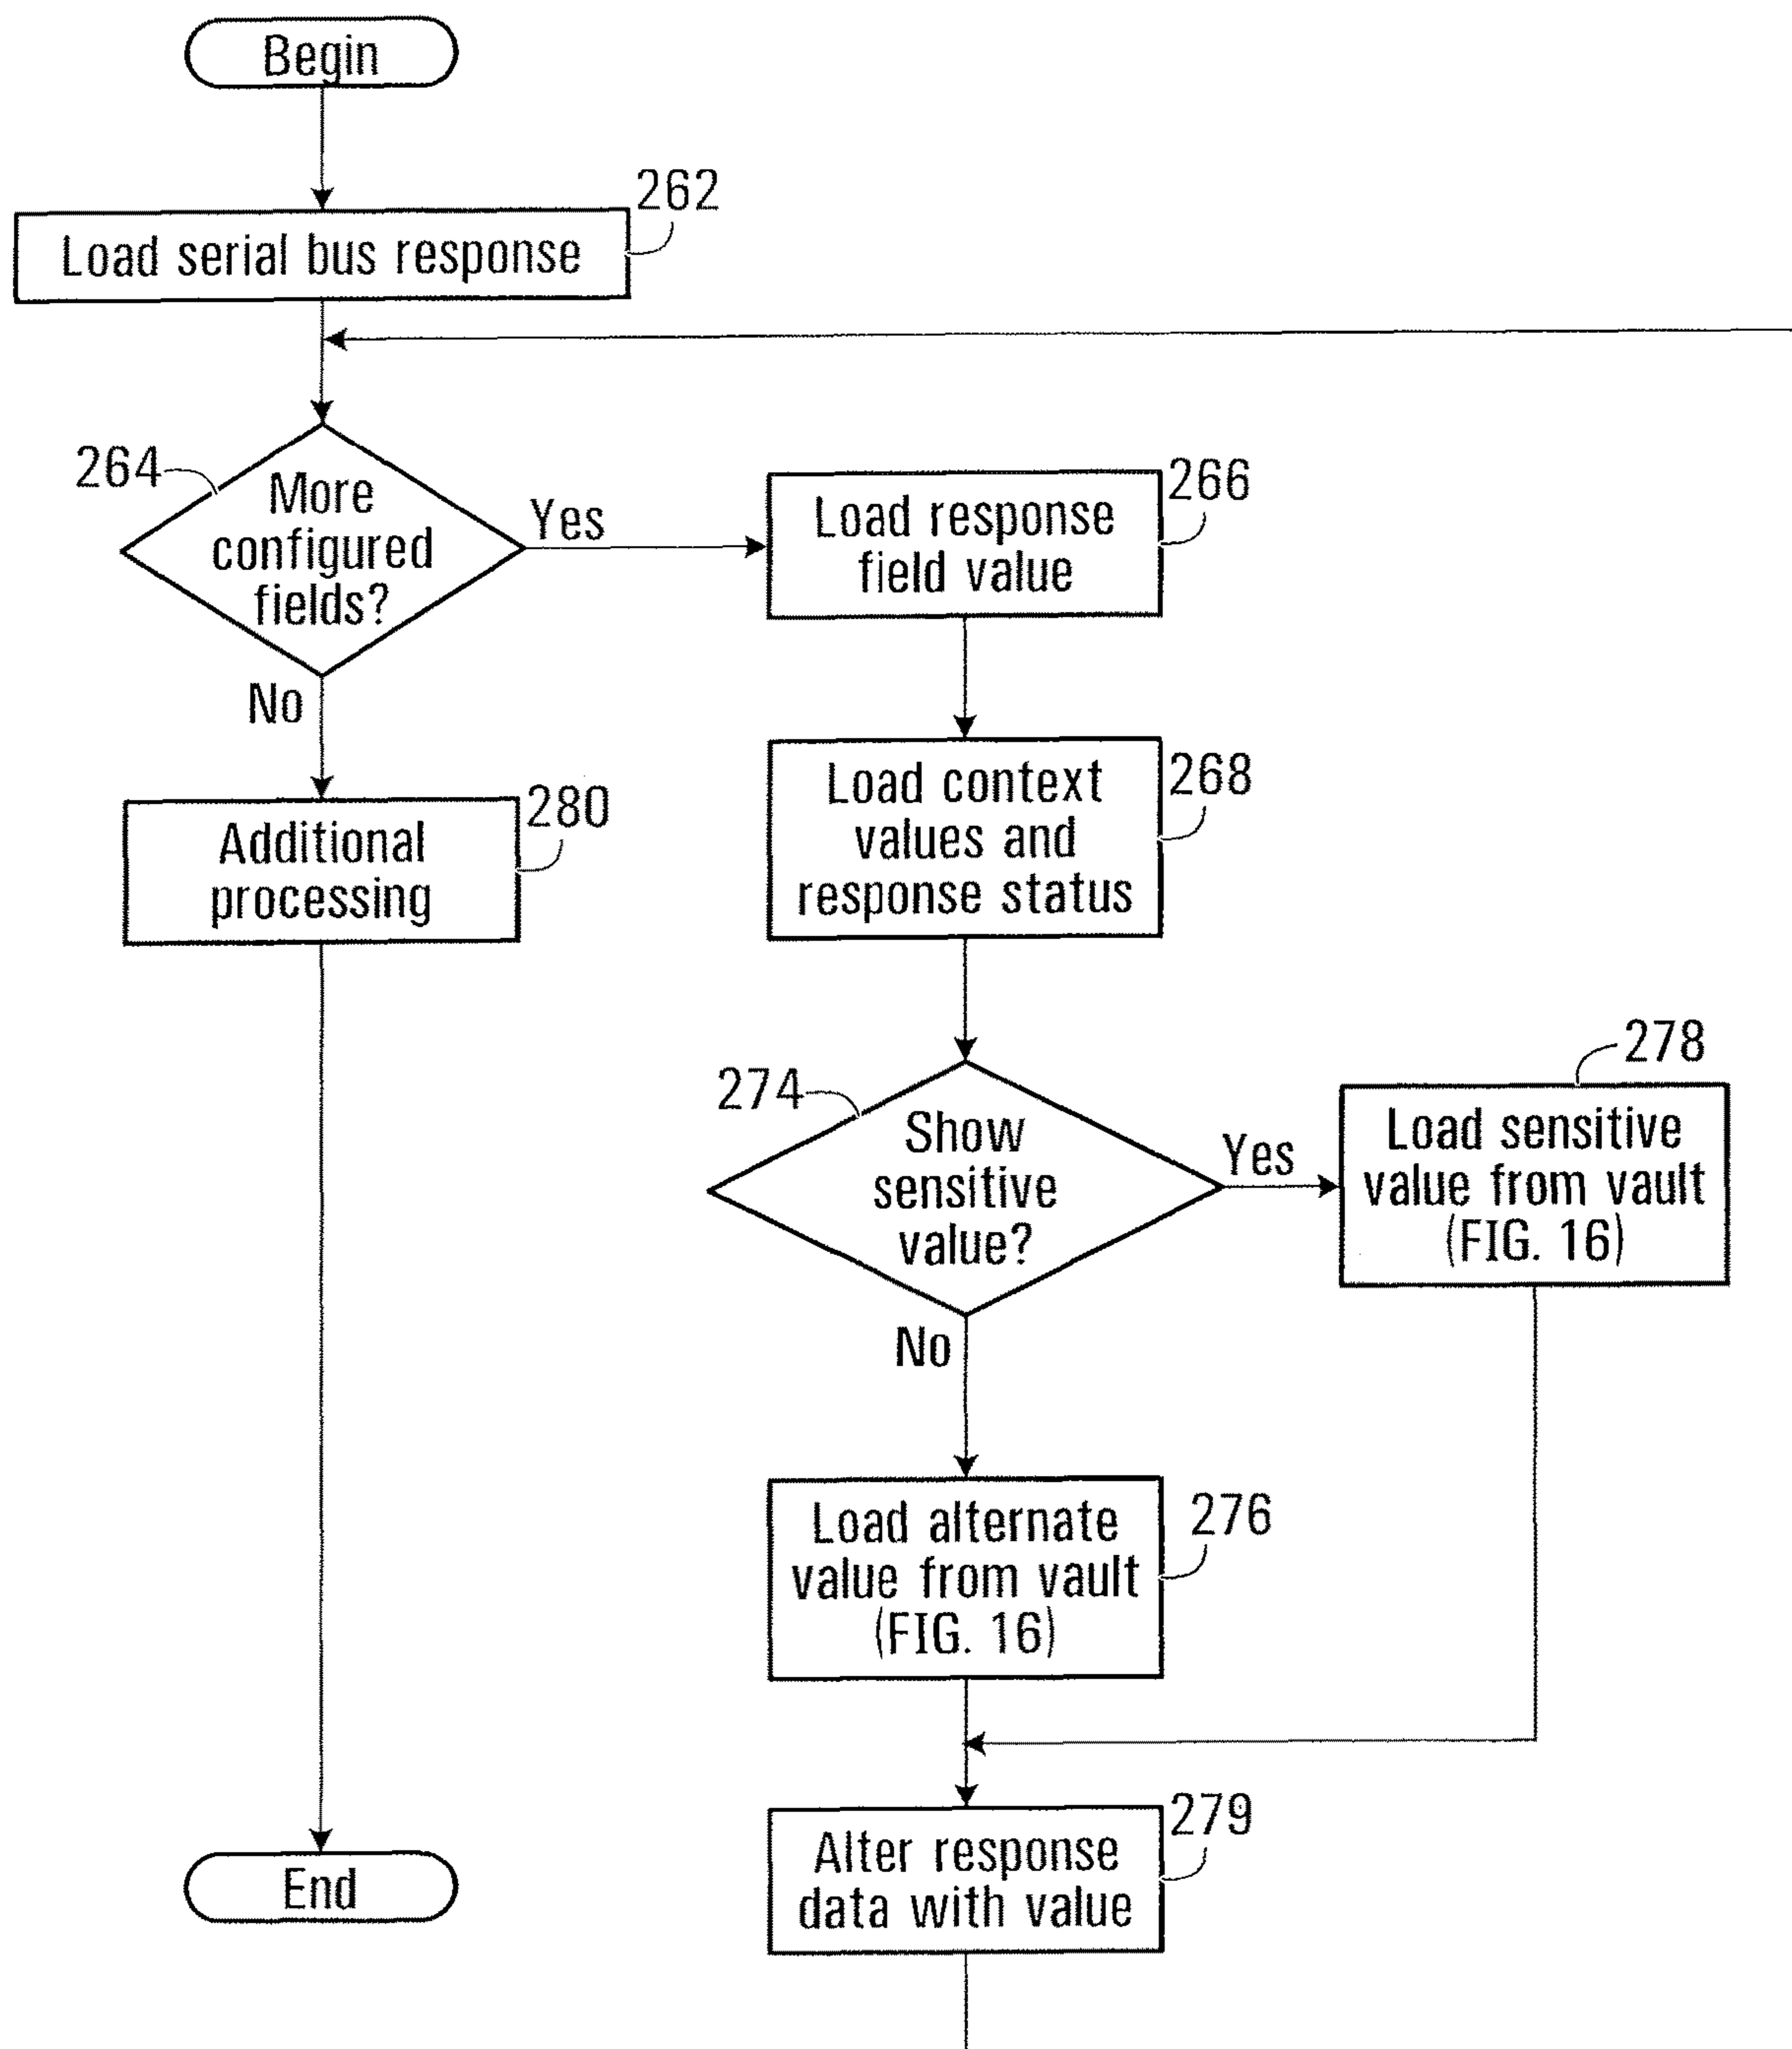 Begin
262
Load serial bus response
264
More
configured
fields?
Yes
No
266
Load response
field value
268
Load context
values and
response status
280
Additional
processing
274
Show
sensitive
value?
Yes
No
278
Load sensitive
value from vault
(FIG. 16)
276
Load alternate
value from vault
(FIG. 16)
279
Alter response
data with value
End